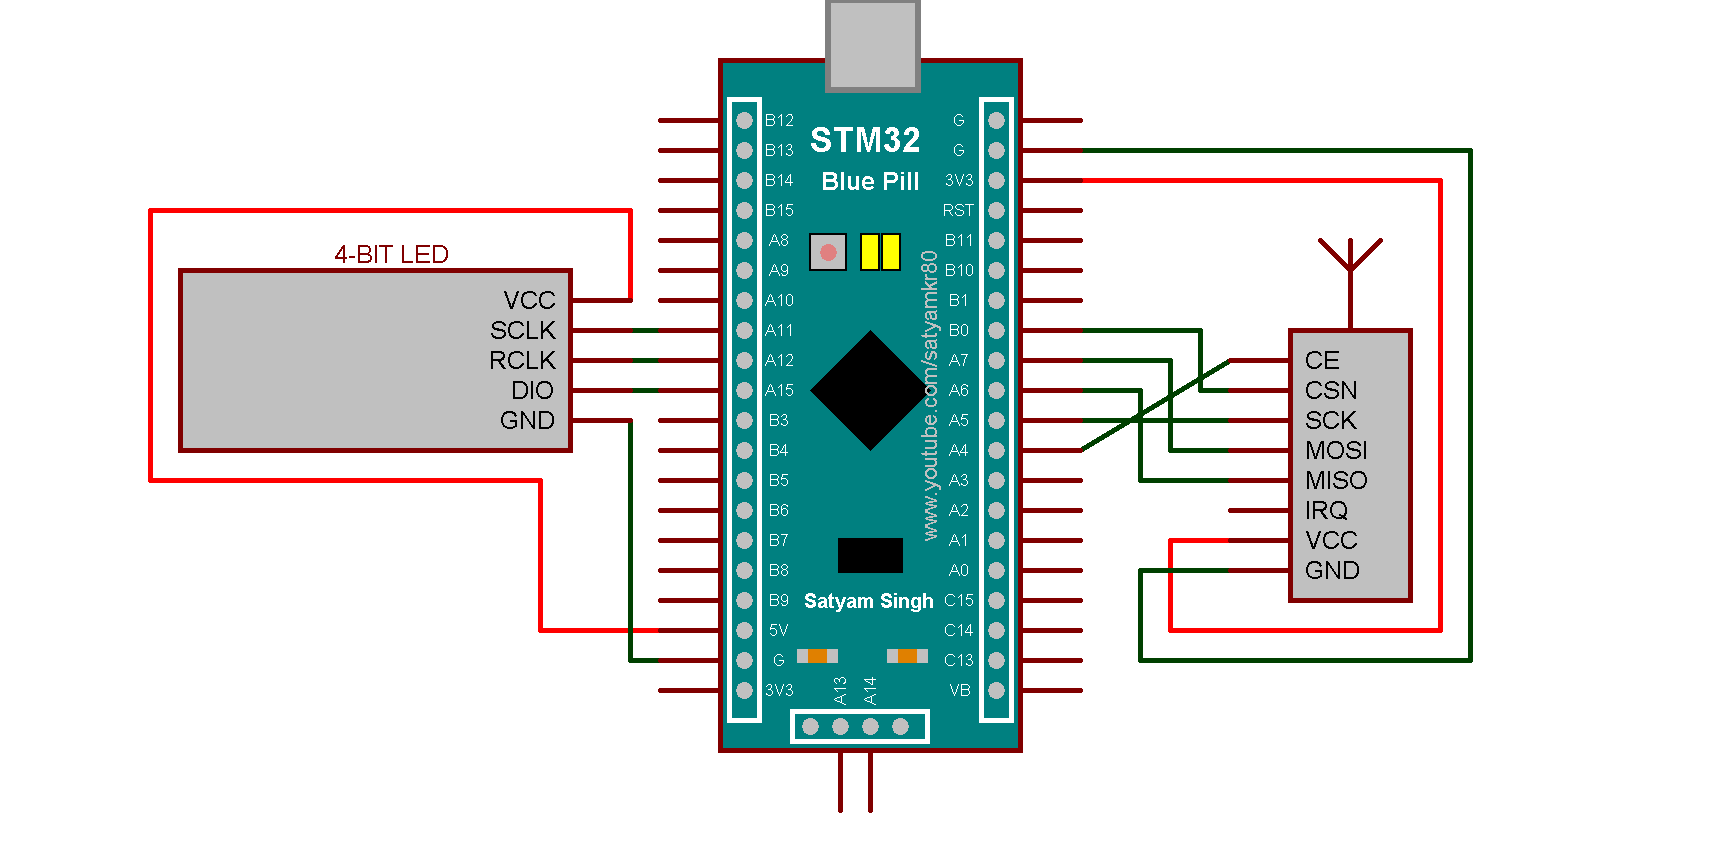 4-BIT LED
VCC
SCLK
RCLK
DIO
GND
STM32
Blue Pill
B12
B13
B14
B15
A8
A9
A10
A11
A12
A15
B3
B4
B5
B6
B7
B8
B9
5V
G
3V3
G
G
3V3
RST
B11
B10
B1
B0
A7
A6
A5
A4
A3
A2
A1
A0
C15
C14
C13
VB
www.youtube.com/satyamkr80
Satyam Singh
A13
A14
CE
CSN
SCK
MOSI
MISO
IRQ
VCC
GND